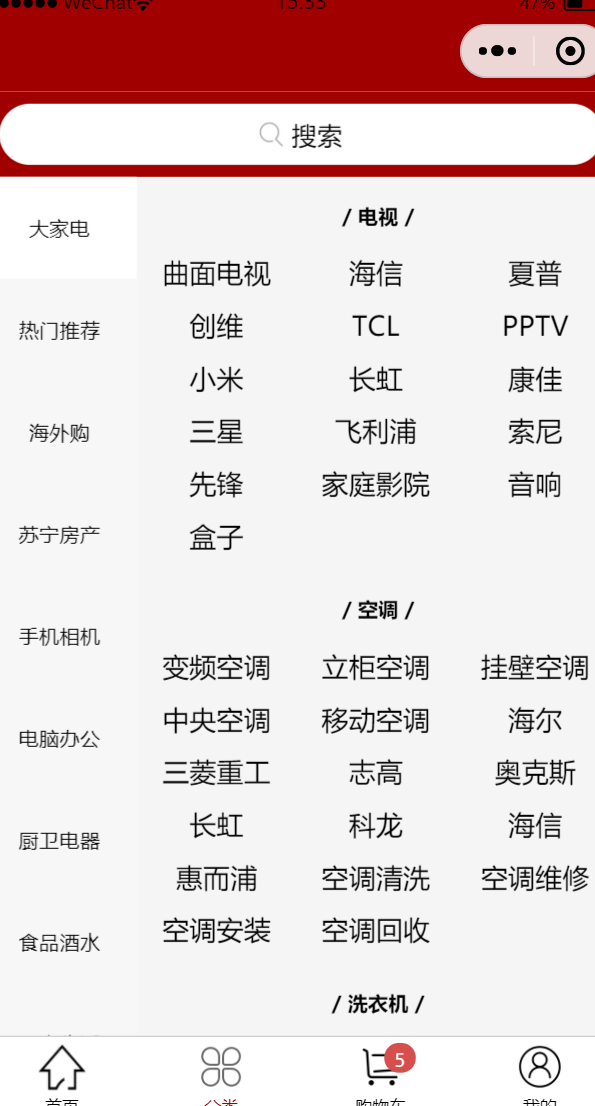 WeChat
15:55
47%
搜索
大家电
热门推荐
海外购
苏宁房产
手机相机
电脑办公
厨卫电器
食品酒水
/ 电视 /
曲面电视 海信 夏普
创维 TCL PPTV
小米 长虹 康佳
三星 飞利浦 索尼
先锋 家庭影院 音响
盒子
/ 空调 /
变频空调 立柜空调 挂壁空调
中央空调 移动空调 海尔
三菱重工 志高 奥克斯
长虹 科龙 海信
惠而浦 空调清洗 空调维修
空调安装 空调回收
/ 洗衣机 /
5
首页 分类 购物车 我的